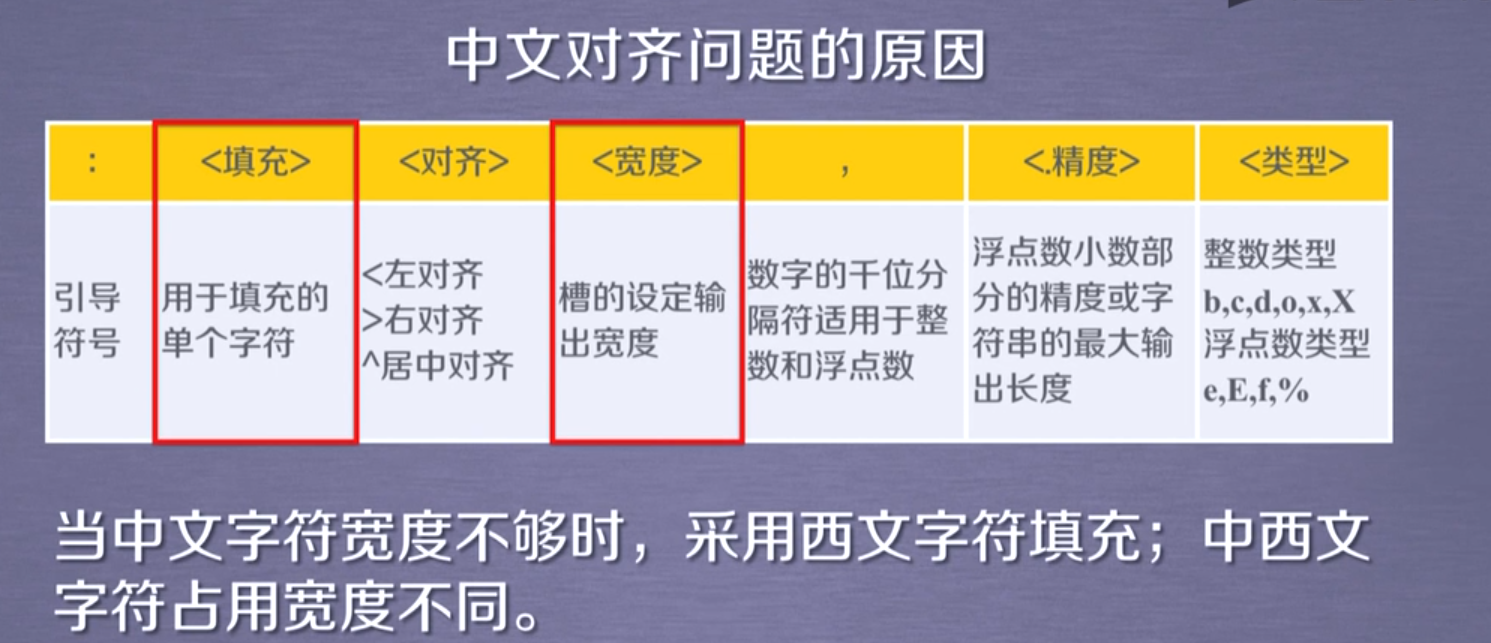 中文对齐问题的原因
: <填充> <对齐> <宽度> , <.精度> <类型>
引导
符号
用于填充的
单个字符
<左对齐
>右对齐
^居中对齐
槽的设定输
出宽度
数字的千位分
隔符适用于整
数和浮点数
浮点数小数部
分的精度或字
符串的最大输
出长度
整数类型
b,c,d,o,x,X
浮点数类型
e,E,f,%
当中文字符宽度不够时，采用西文字符填充；中西文
字符占用宽度不同。